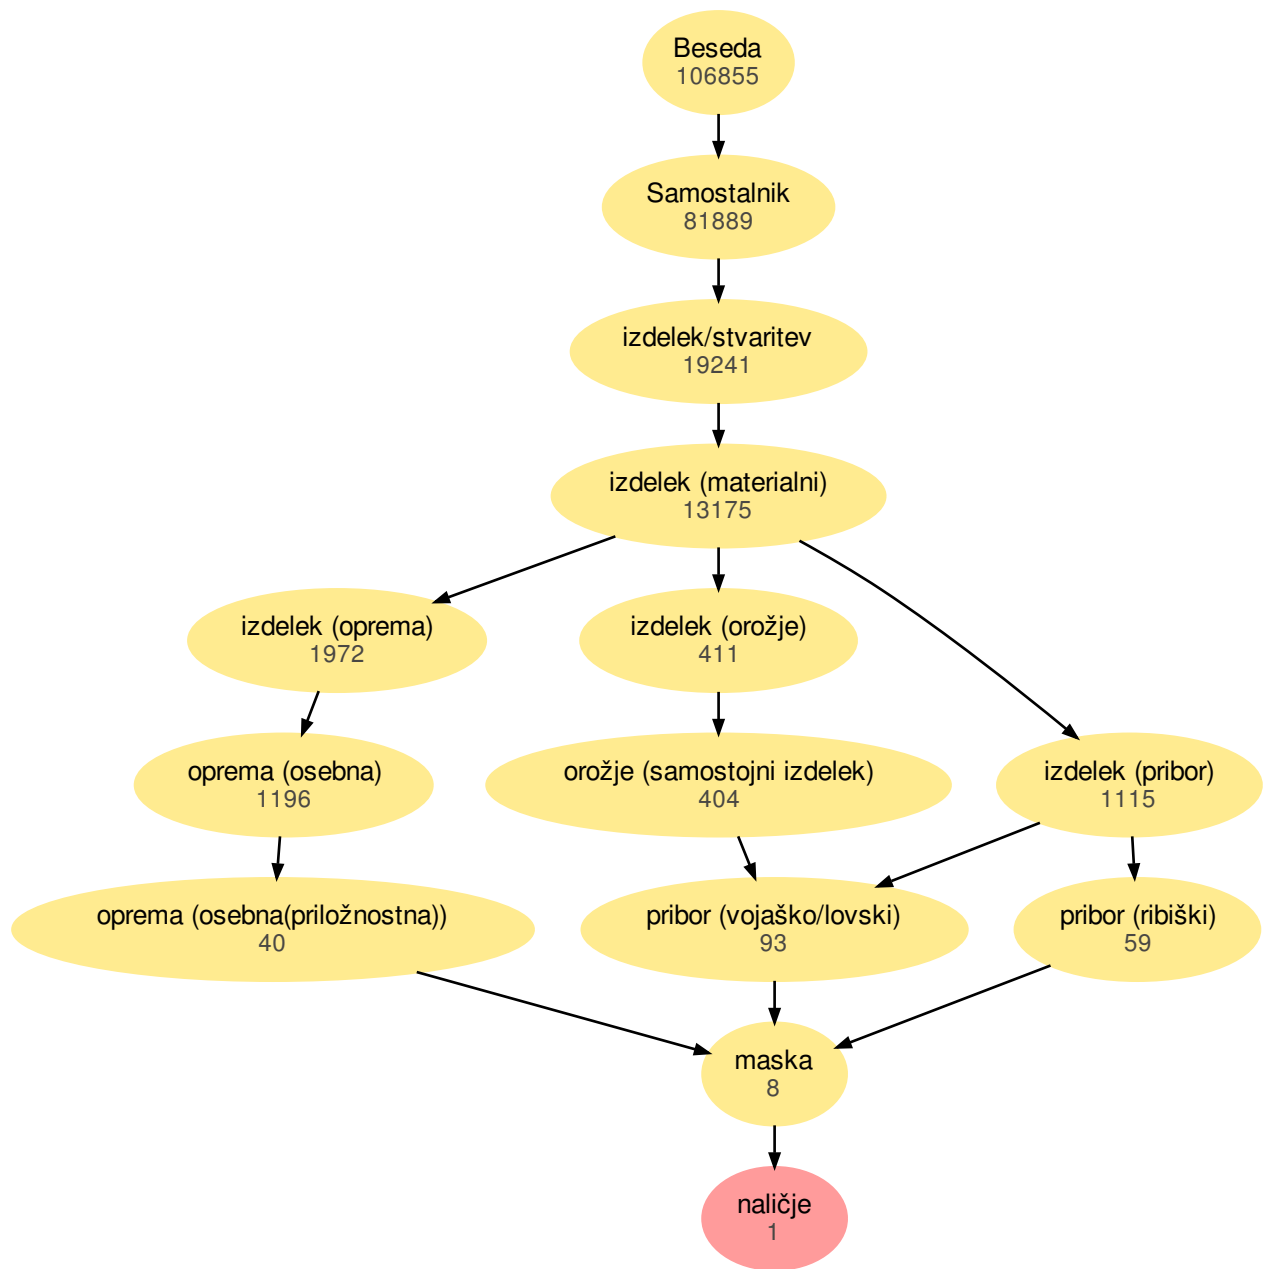 Beseda
106855
Samostalnik
81889
izdelek/stvaritev
19241
izdelek (materialni)
13175
izdelek (oprema)
1972
izdelek (orožje)
411
oprema (osebna)
1196
orožje (samostojni izdelek)
404
izdelek (pribor)
1115
oprema (osebna(priložnostna))
40
pribor (vojaško/lovski)
93
pribor (ribiški)
59
maska
8
naličje
1